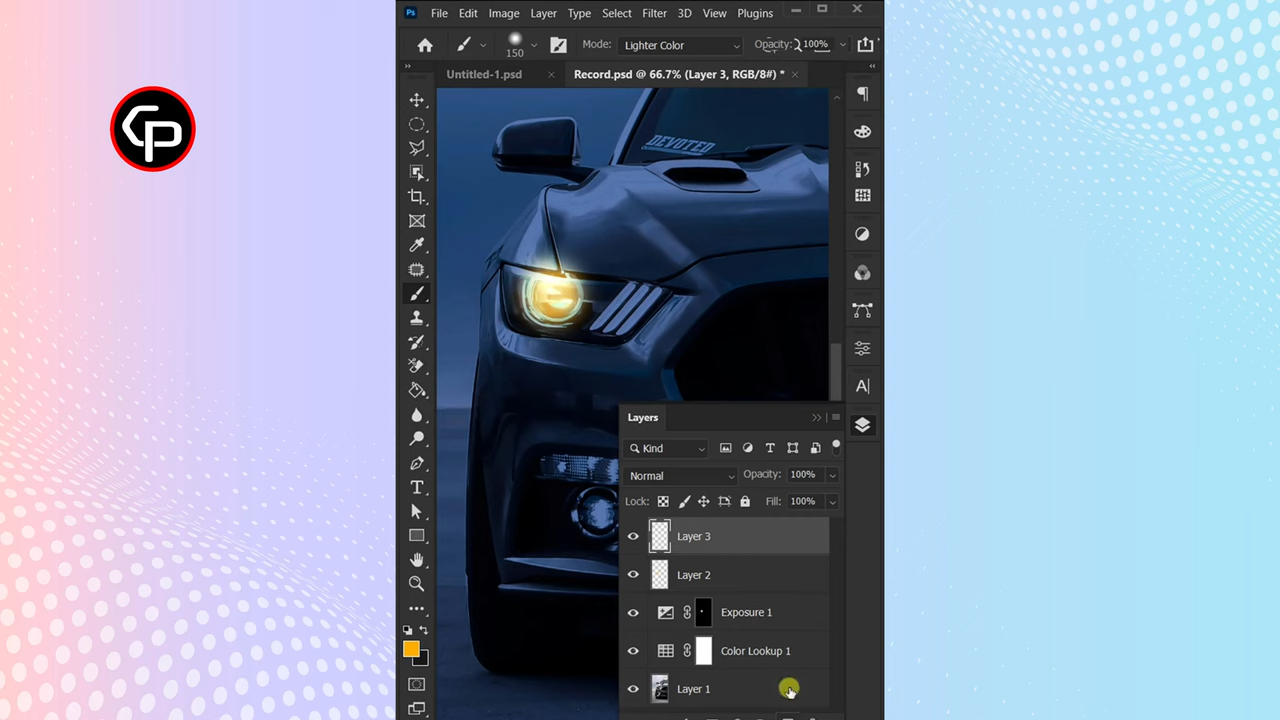 Ps File Edit Image Layer Type Select Filter 3D View Plugins
150 Mode: Lighter Color Opacity: 100%
Untitled-1.psd Record.psd @ 66.7% (Layer 3, RGB/8#) *
CP
DEVOTED
Layers
Kind
Normal Opacity: 100%
Lock: Fill: 100%
Layer 3
Layer 2
Exposure 1
Color Lookup 1
Layer 1